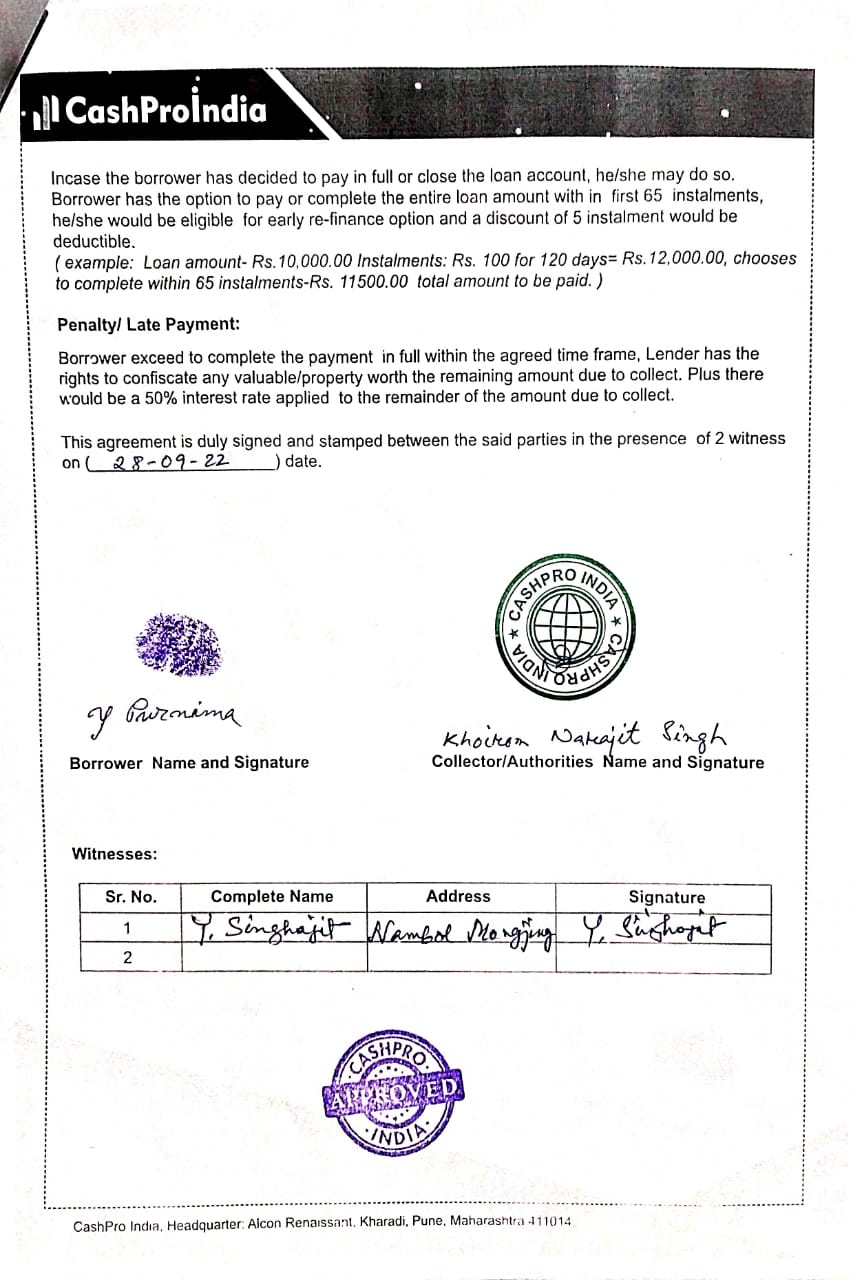 CashProIndia
Incase the borrower has decided to pay in full or close the loan account, he/she may do so.
Borrower has the option to pay or complete the entire loan amount with in first 65 instalments,
he/she would be eligible for early re-finance option and a discount of 5 instalment would be
deductible.
( example: Loan amount- Rs.10,000.00 Instalments: Rs. 100 for 120 days= Rs.12,000.00, chooses
to complete within 65 instalments-Rs. 11500.00 total amount to be paid. )
Penalty/ Late Payment:
Borrower exceed to complete the payment in full within the agreed time frame, Lender has the
rights to confiscate any valuable/property worth the remaining amount due to collect. Plus there
would be a 50% interest rate applied to the remainder of the amount due to collect.
This agreement is duly signed and stamped between the said parties in the presence of 2 witness
on ( 28-09-22 ) date.
★ CASHPRO INDIA ★ CASHPRO INDIA
Y Purnima
Khoirom Narajit Singh
Borrower Name and Signature
Collector/Authorities Name and Signature
Witnesses:
Sr. No. Complete Name Address Signature
1 Y. Singhajit Nambol Mongjing Y. Singhajit
2
CASHPRO
APPROVED
INDIA
CashPro India, Headquarter: Alcon Renaissant, Kharadi, Pune, Maharashtra 411014